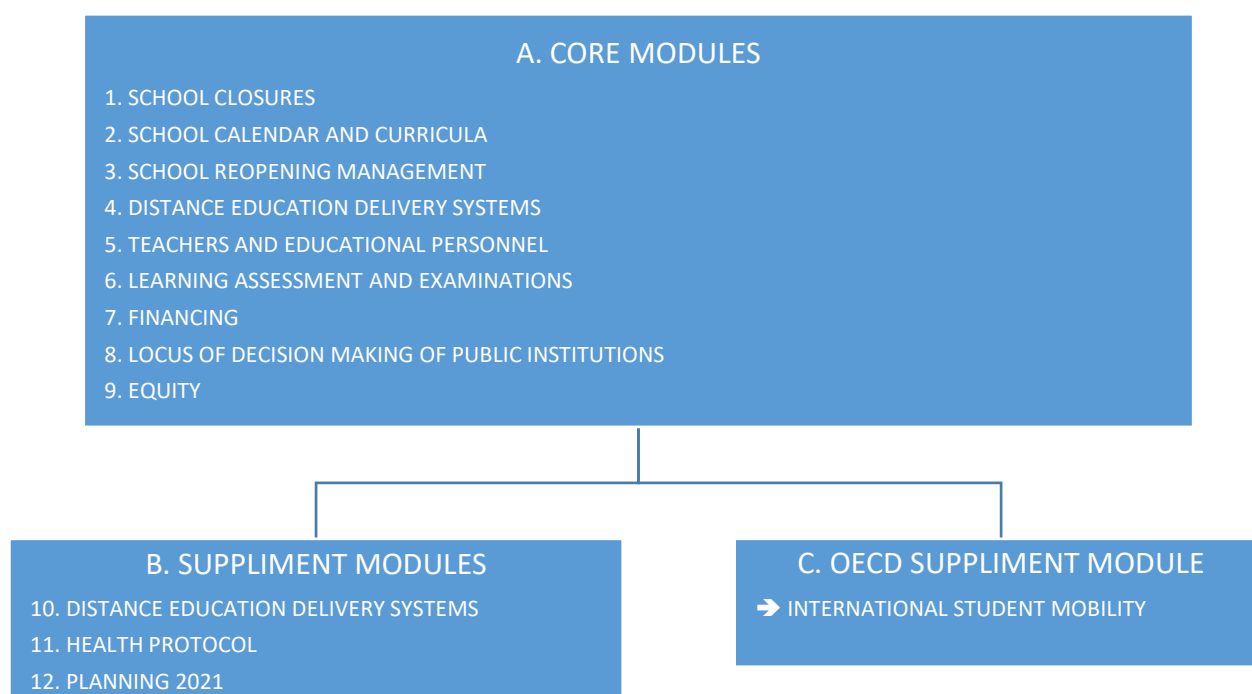 A. CORE MODULES
1. SCHOOL CLOSURES
2. SCHOOL CALENDAR AND CURRICULA
3. SCHOOL REOPENING MANAGEMENT
4. DISTANCE EDUCATION DELIVERY SYSTEMS
5. TEACHERS AND EDUCATIONAL PERSONNEL
6. LEARNING ASSESSMENT AND EXAMINATIONS
7. FINANCING
8. LOCUS OF DECISION MAKING OF PUBLIC INSTITUTIONS
9. EQUITY
B. SUPPLIMENT MODULES
10. DISTANCE EDUCATION DELIVERY SYSTEMS
11. HEALTH PROTOCOL
12. PLANNING 2021
C. OECD SUPPLIMENT MODULE
➔ INTERNATIONAL STUDENT MOBILITY